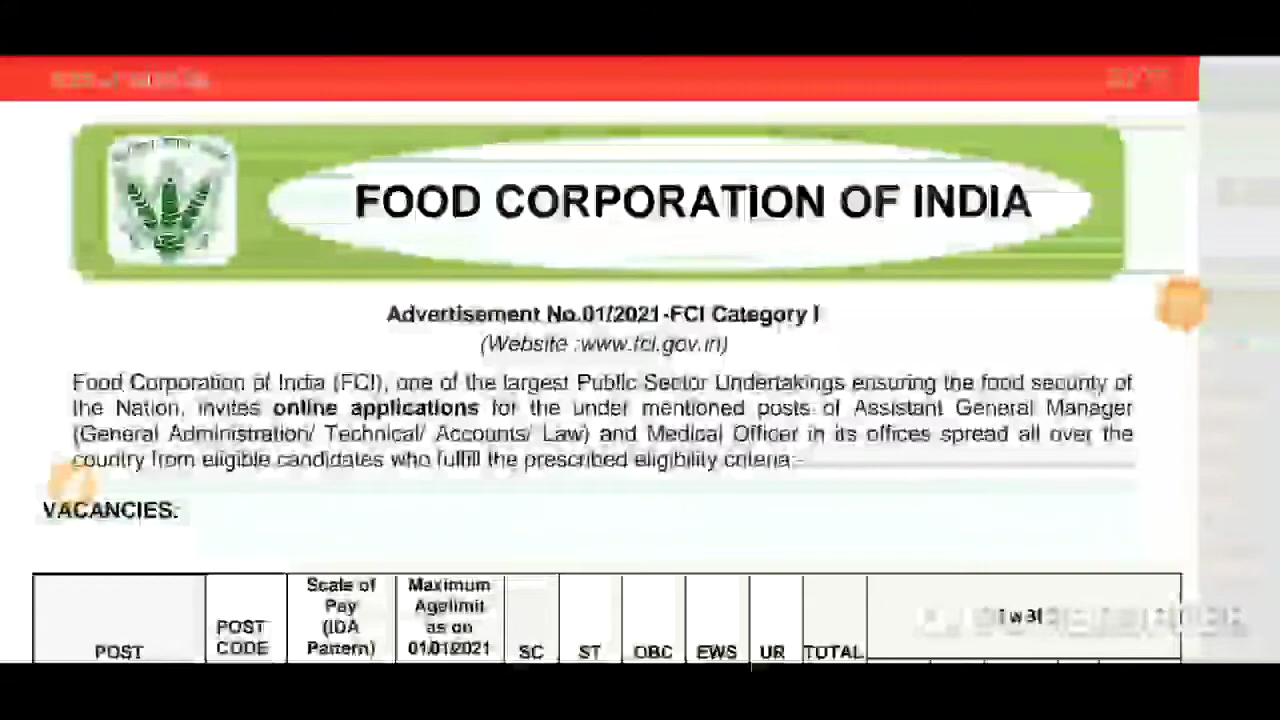 FOOD CORPORATION OF INDIA
Advertisement No.01/2021-FCI Category I
(Website :www.fci.gov.in)
Food Corporation of India (FCI), one of the largest Public Sector Undertakings ensuring the food security of
the Nation, invites online applications for the under mentioned posts of Assistant General Manager
(General Administration/ Technical/ Accounts/ Law) and Medical Officer in its offices spread all over the
country from eligible candidates who fulfill the prescribed eligibility criteria:-
VACANCIES:
POST
POST
CODE
Scale of
Pay
(IDA
Pattern)
Maximum
Agelimit
as on
01/01/2021
SC
ST
OBC
EWS
UR
TOTAL